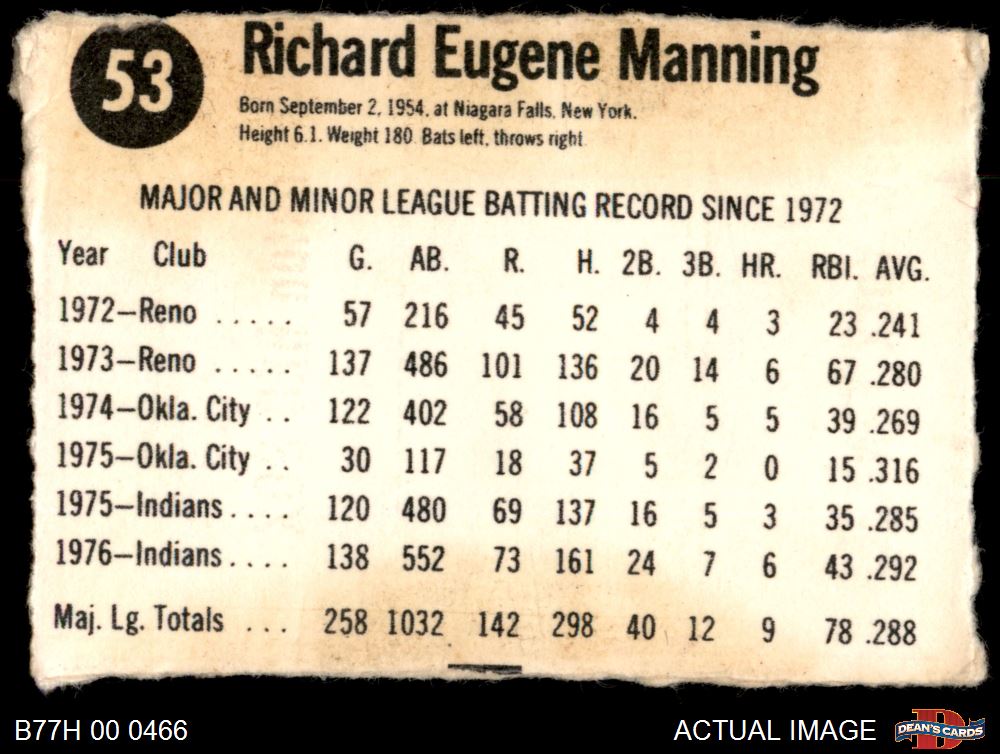 53
Richard Eugene Manning
Born September 2, 1954, at Niagara Falls, New York.
Height 6.1. Weight 180. Bats left, throws right.
MAJOR AND MINOR LEAGUE BATTING RECORD SINCE 1972
Year Club G. AB. R. H. 2B. 3B. HR. RBI. AVG.
1972–Reno ..... 57 216 45 52 4 4 3 23 .241
1973–Reno ..... 137 486 101 136 20 14 6 67 .280
1974–Okla. City .. 122 402 58 108 16 5 5 39 .269
1975–Okla. City .. 30 117 18 37 5 2 0 15 .316
1975–Indians.... 120 480 69 137 16 5 3 35 .285
1976–Indians.... 138 552 73 161 24 7 6 43 .292
Maj. Lg. Totals ... 258 1032 142 298 40 12 9 78 .288
B77H 00 0466
ACTUAL IMAGE
D
DEAN'S CARDS